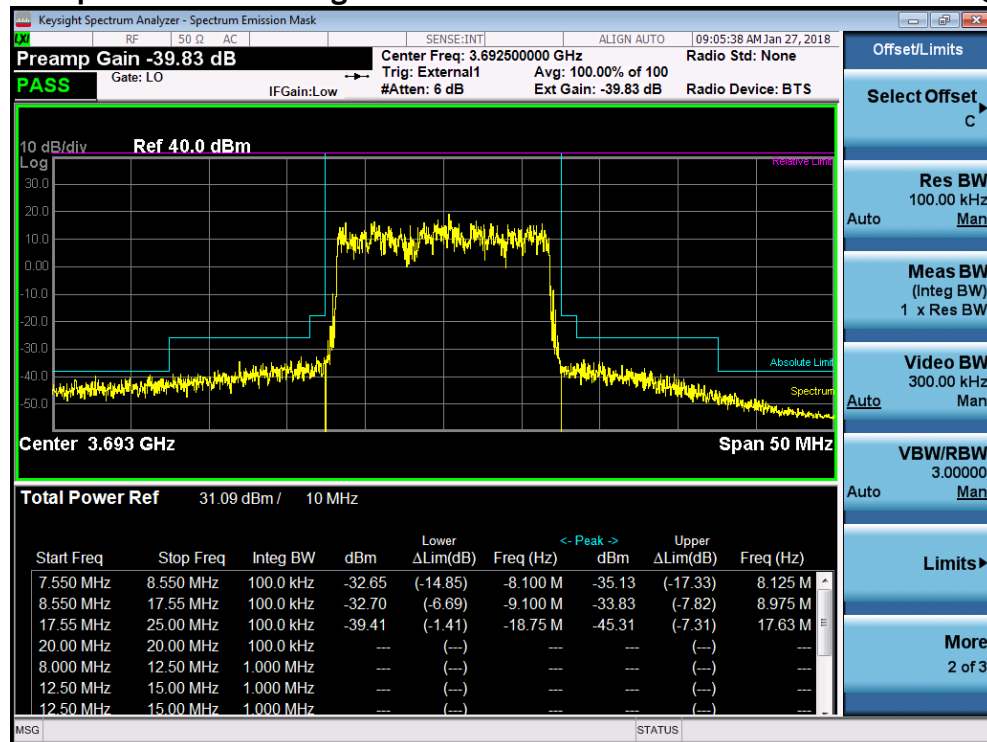 Keysight Spectrum Analyzer - Spectrum Emission Mask
LXI RF 50 Ω AC SENSE:INT ALIGN AUTO 09:05:38 AM Jan 27, 2018
Preamp Gain -39.83 dB Center Freq: 3.692500000 GHz Radio Std: None
PASS Gate: LO Trig: External1 Avg: 100.00% of 100
IFGain:Low #Atten: 6 dB Ext Gain: -39.83 dB Radio Device: BTS
10 dB/div Ref 40.0 dBm
Log
Relative Limit
30.0
20.0
10.0
0.00
-10.0
-20.0
-30.0
Absolute Limit
-40.0
Spectrum
-50.0
Center 3.693 GHz Span 50 MHz
Total Power Ref 31.09 dBm / 10 MHz
Lower <- Peak -> Upper
Start Freq Stop Freq Integ BW dBm ΔLim(dB) Freq (Hz) dBm ΔLim(dB) Freq (Hz)
7.550 MHz 8.550 MHz 100.0 kHz -32.65 (-14.85) -8.100 M -35.13 (-17.33) 8.125 M
8.550 MHz 17.55 MHz 100.0 kHz -32.70 (-6.69) -9.100 M -33.83 (-7.82) 8.975 M
17.55 MHz 25.00 MHz 100.0 kHz -39.41 (-1.41) -18.75 M -45.31 (-7.31) 17.63 M
20.00 MHz 20.00 MHz 100.0 kHz --- (---) --- --- (---) ---
8.000 MHz 12.50 MHz 1.000 MHz --- (---) --- --- (---) ---
12.50 MHz 15.00 MHz 1.000 MHz --- (---) --- --- (---) ---
12.50 MHz 15.00 MHz 1.000 MHz --- (---) --- --- (---) ---
MSG STATUS
Offset/Limits
Select Offset
C
Res BW
100.00 kHz
Auto Man
Meas BW
(Integ BW)
1 x Res BW
Video BW
300.00 kHz
Auto Man
VBW/RBW
3.00000
Auto Man
Limits
More
2 of 3